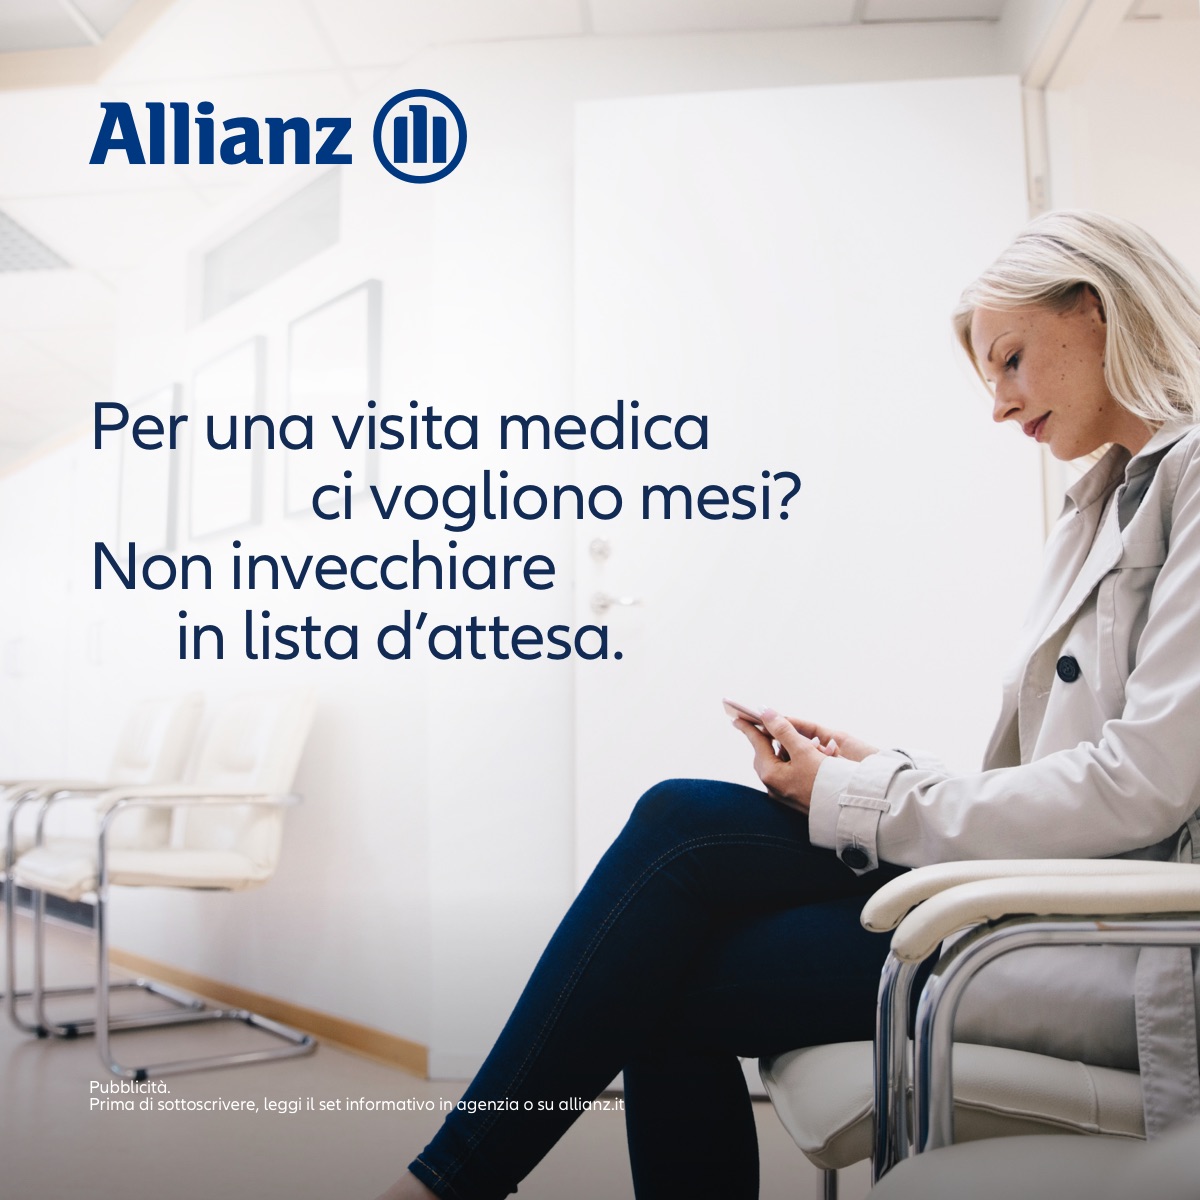 Allianz
Per una visita medica
ci vogliono mesi?
Non invecchiare
in lista d’attesa.
Pubblicità.
Prima di sottoscrivere, leggi il set informativo in agenzia o su allianz.it